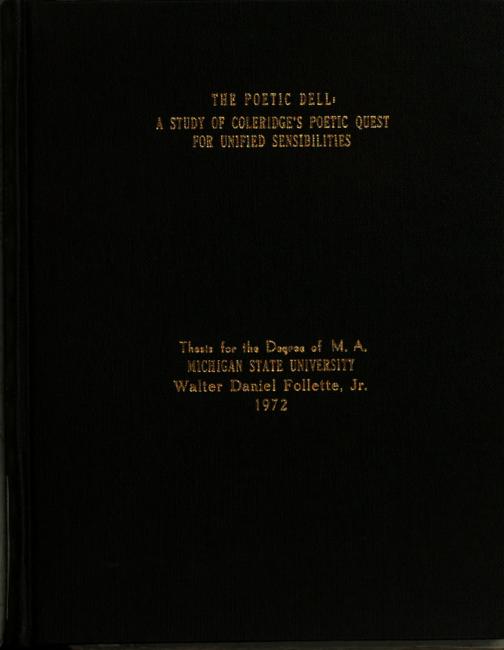 THE POETIC DELL:
A STUDY OF COLERIDGE'S POETIC QUEST
FOR UNIFIED SENSIBILITIES
Thesis for the Degree of M. A.
MICHIGAN STATE UNIVERSITY
Walter Daniel Follette, Jr.
1972